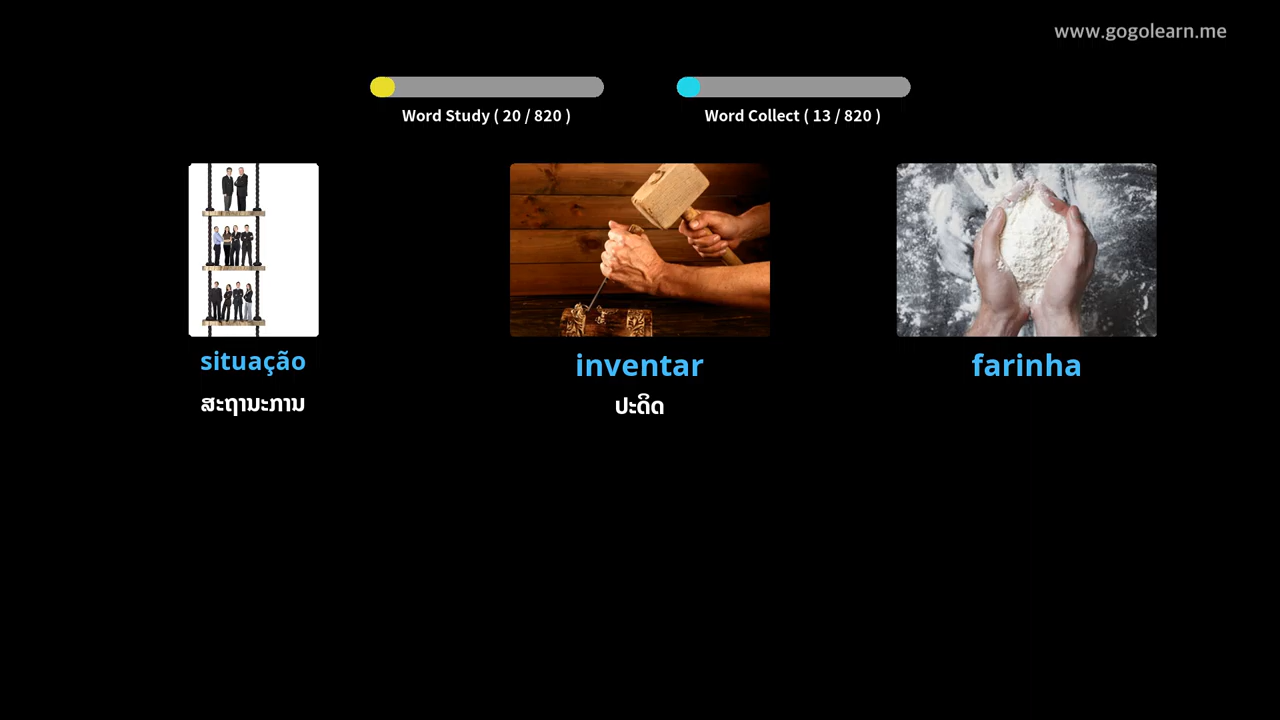 www.gogolearn.me
Word Study ( 20 / 820 )
Word Collect ( 13 / 820 )
situação
inventar
farinha
ສະຖານະການ
ປະດິດ